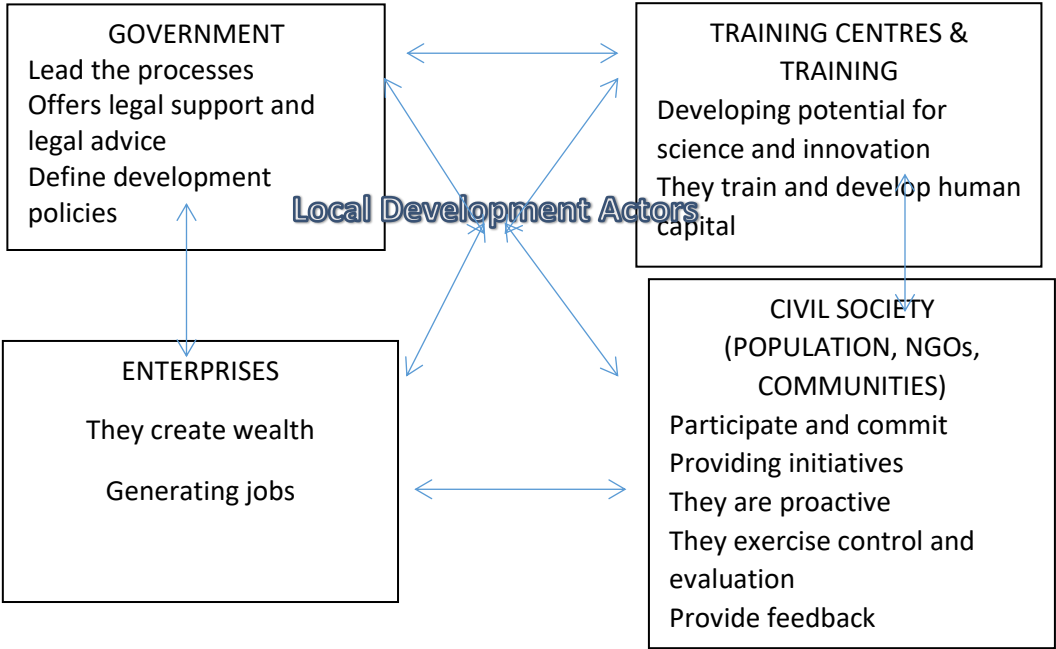 GOVERNMENT
Lead the processes
Offers legal support and
legal advice
Define development
policies
TRAINING CENTRES &
TRAINING
Developing potential for
science and innovation
They train and develop human
capital
Local Development Actors
ENTERPRISES
They create wealth
Generating jobs
CIVIL SOCIETY
(POPULATION, NGOs,
COMMUNITIES)
Participate and commit
Providing initiatives
They are proactive
They exercise control and
evaluation
Provide feedback